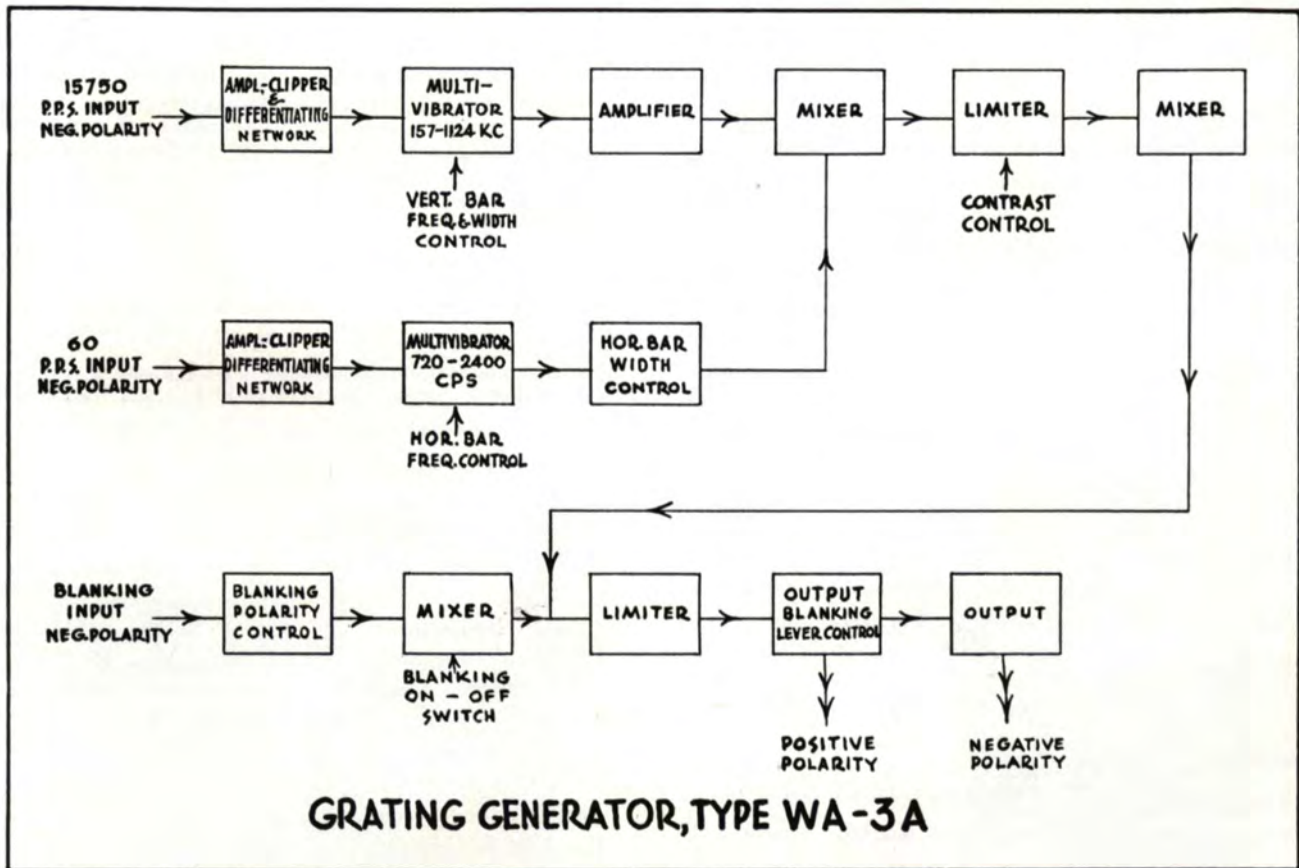 15750
P.P.S. INPUT
NEG. POLARITY
AMPL.-CLIPPER
&
DIFFERENTIATING
NETWORK
MULTI-
VIBRATOR
157-1124 KC
VERT. BAR
FREQ. & WIDTH
CONTROL
AMPLIFIER
MIXER
LIMITER
CONTRAST
CONTROL
MIXER
60
P.P.S. INPUT
NEG. POLARITY
AMPL.-CLIPPER
DIFFERENTIATING
NETWORK
MULTIVIBRATOR
720-2400
CPS
HOR. BAR
FREQ. CONTROL
HOR. BAR
WIDTH
CONTROL
BLANKING
INPUT
NEG. POLARITY
BLANKING
POLARITY
CONTROL
MIXER
BLANKING
ON - OFF
SWITCH
LIMITER
OUTPUT
BLANKING
LEVER CONTROL
POSITIVE
POLARITY
OUTPUT
NEGATIVE
POLARITY
GRATING GENERATOR, TYPE WA-3A